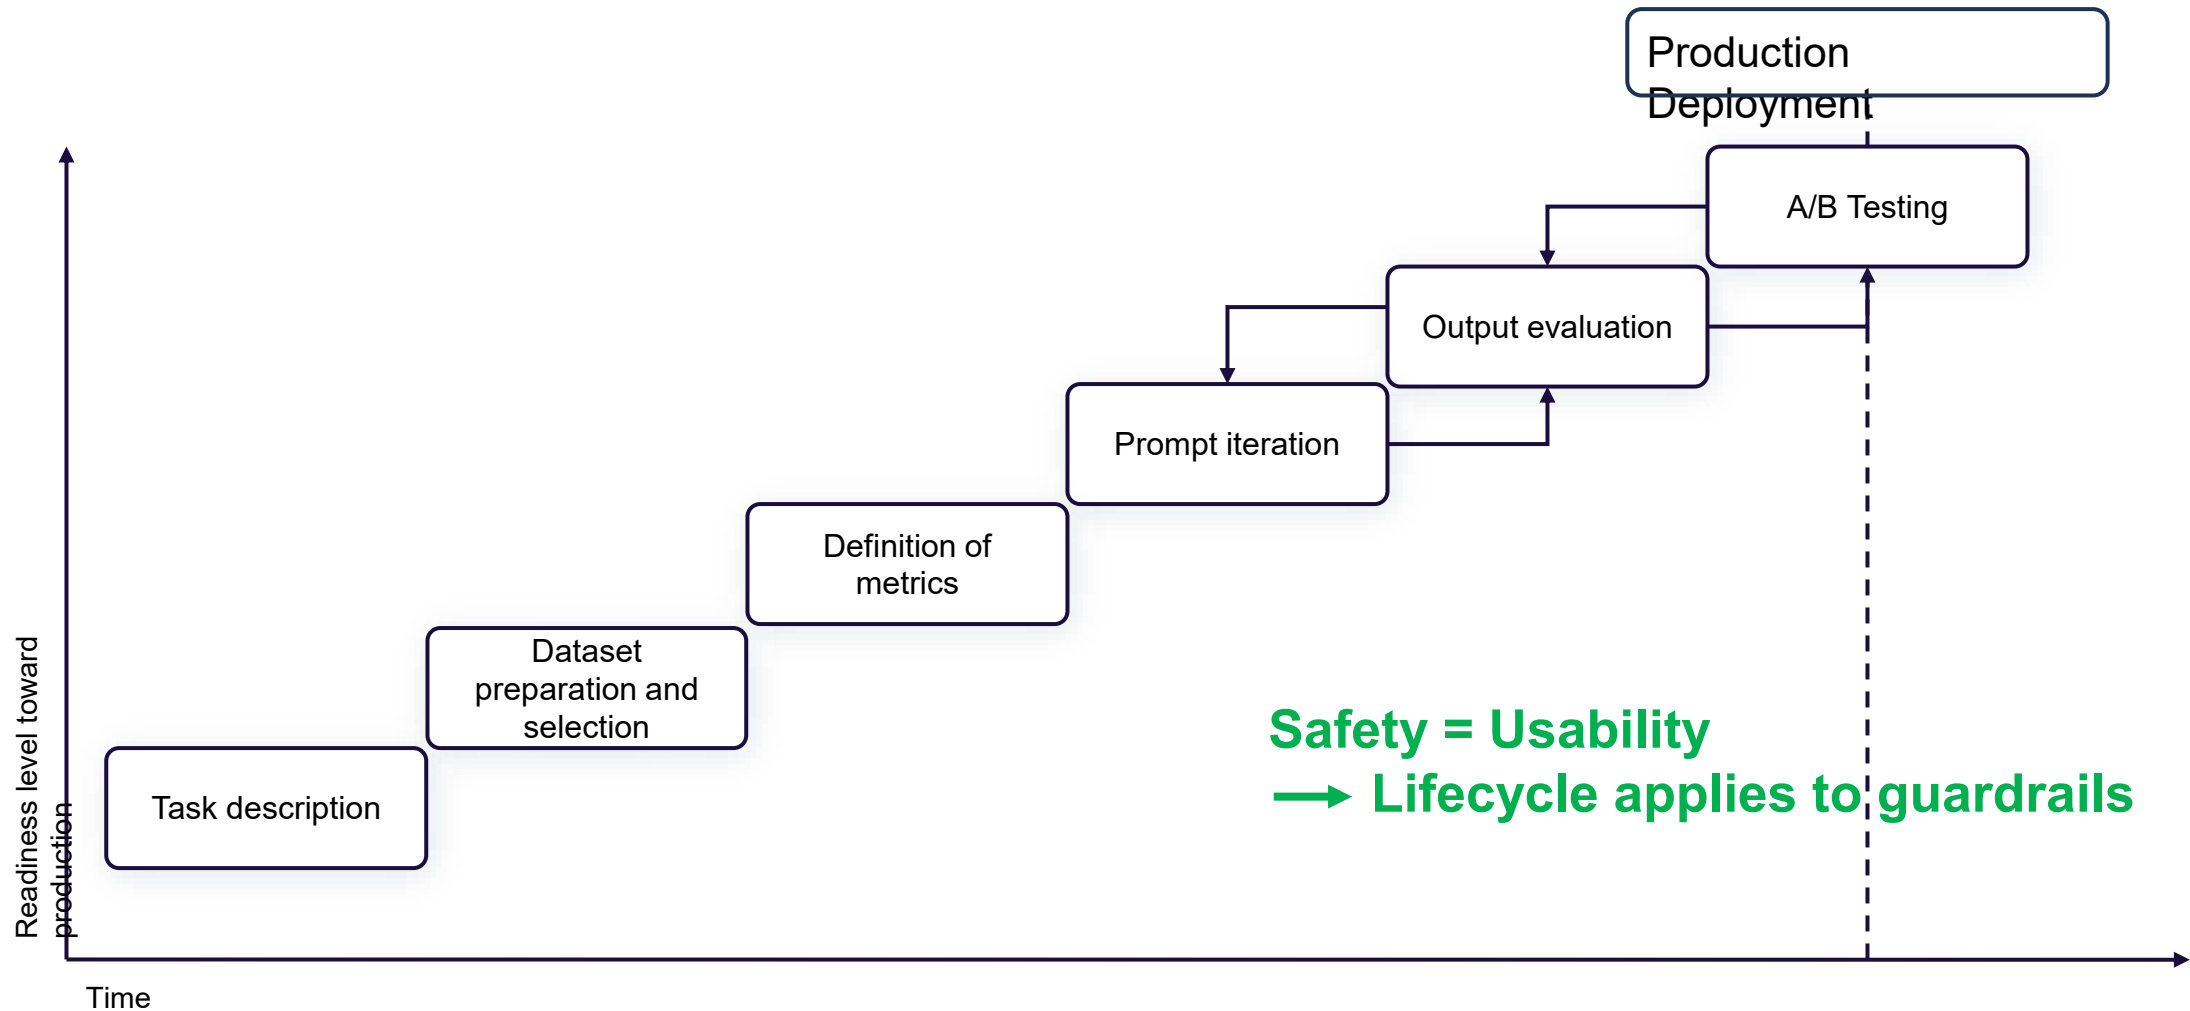 Production
Deployment
A/B Testing
Output evaluation
Prompt iteration
Definition of
metrics
Dataset
preparation and
selection
Task description
Safety = Usability
Lifecycle applies to guardrails
Readiness level toward
production
Time